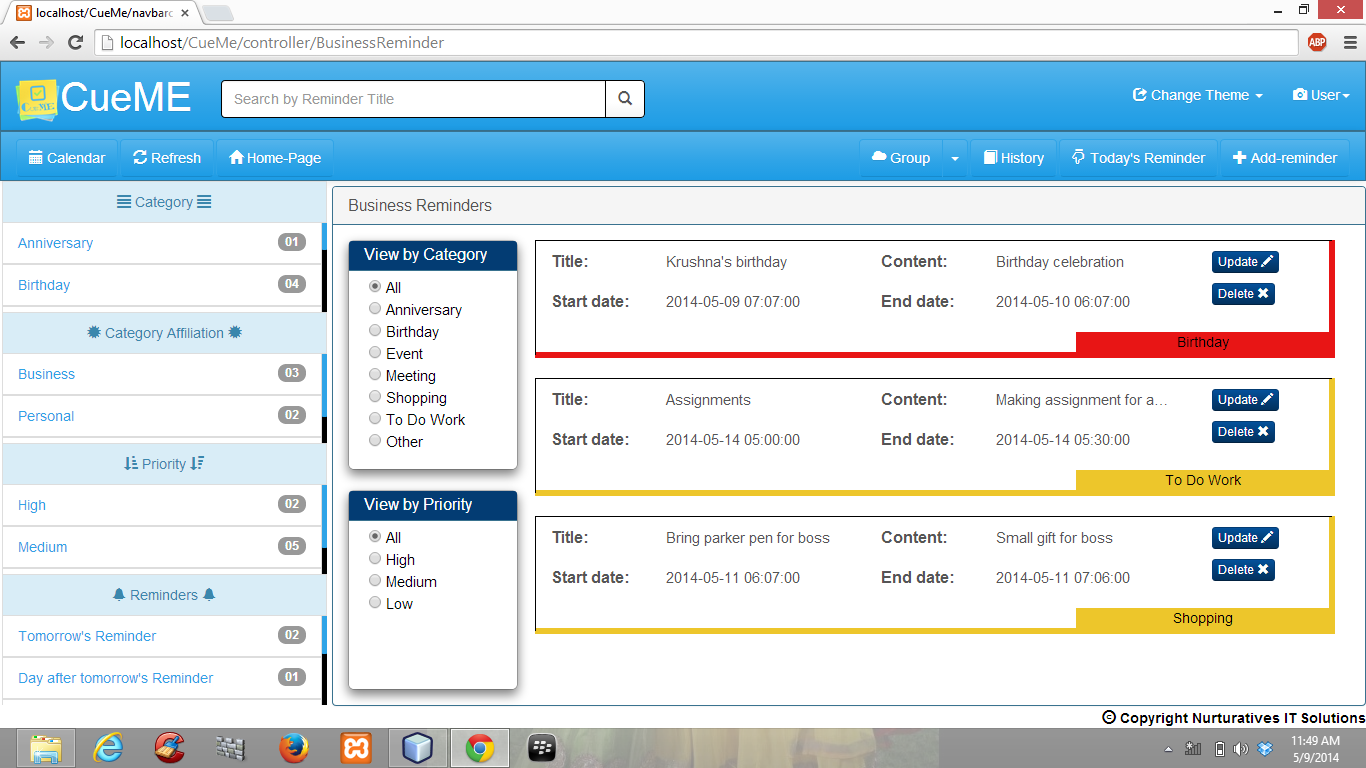 localhost/CueMe/navbarc
localhost/CueMe/controller/BusinessReminder
ABP
CueME
Search by Reminder Title
Change Theme
User
Calendar
Refresh
Home-Page
Group
History
Today's Reminder
Add-reminder
Category
Anniversary 01
Birthday 04
Category Affiliation
Business 03
Personal 02
Priority
High 02
Medium 05
Reminders
Tomorrow's Reminder 02
Day after tomorrow's Reminder 01
Business Reminders
View by Category
All
Anniversary
Birthday
Event
Meeting
Shopping
To Do Work
Other
View by Priority
All
High
Medium
Low
Title: Krushna's birthday Content: Birthday celebration Update
Delete
Start date: 2014-05-09 07:07:00 End date: 2014-05-10 06:07:00
Birthday
Title: Assignments Content: Making assignment for a... Update
Delete
Start date: 2014-05-14 05:00:00 End date: 2014-05-14 05:30:00
To Do Work
Title: Bring parker pen for boss Content: Small gift for boss Update
Delete
Start date: 2014-05-11 06:07:00 End date: 2014-05-11 07:06:00
Shopping
© Copyright Nurturatives IT Solutions
11:49 AM
5/9/2014